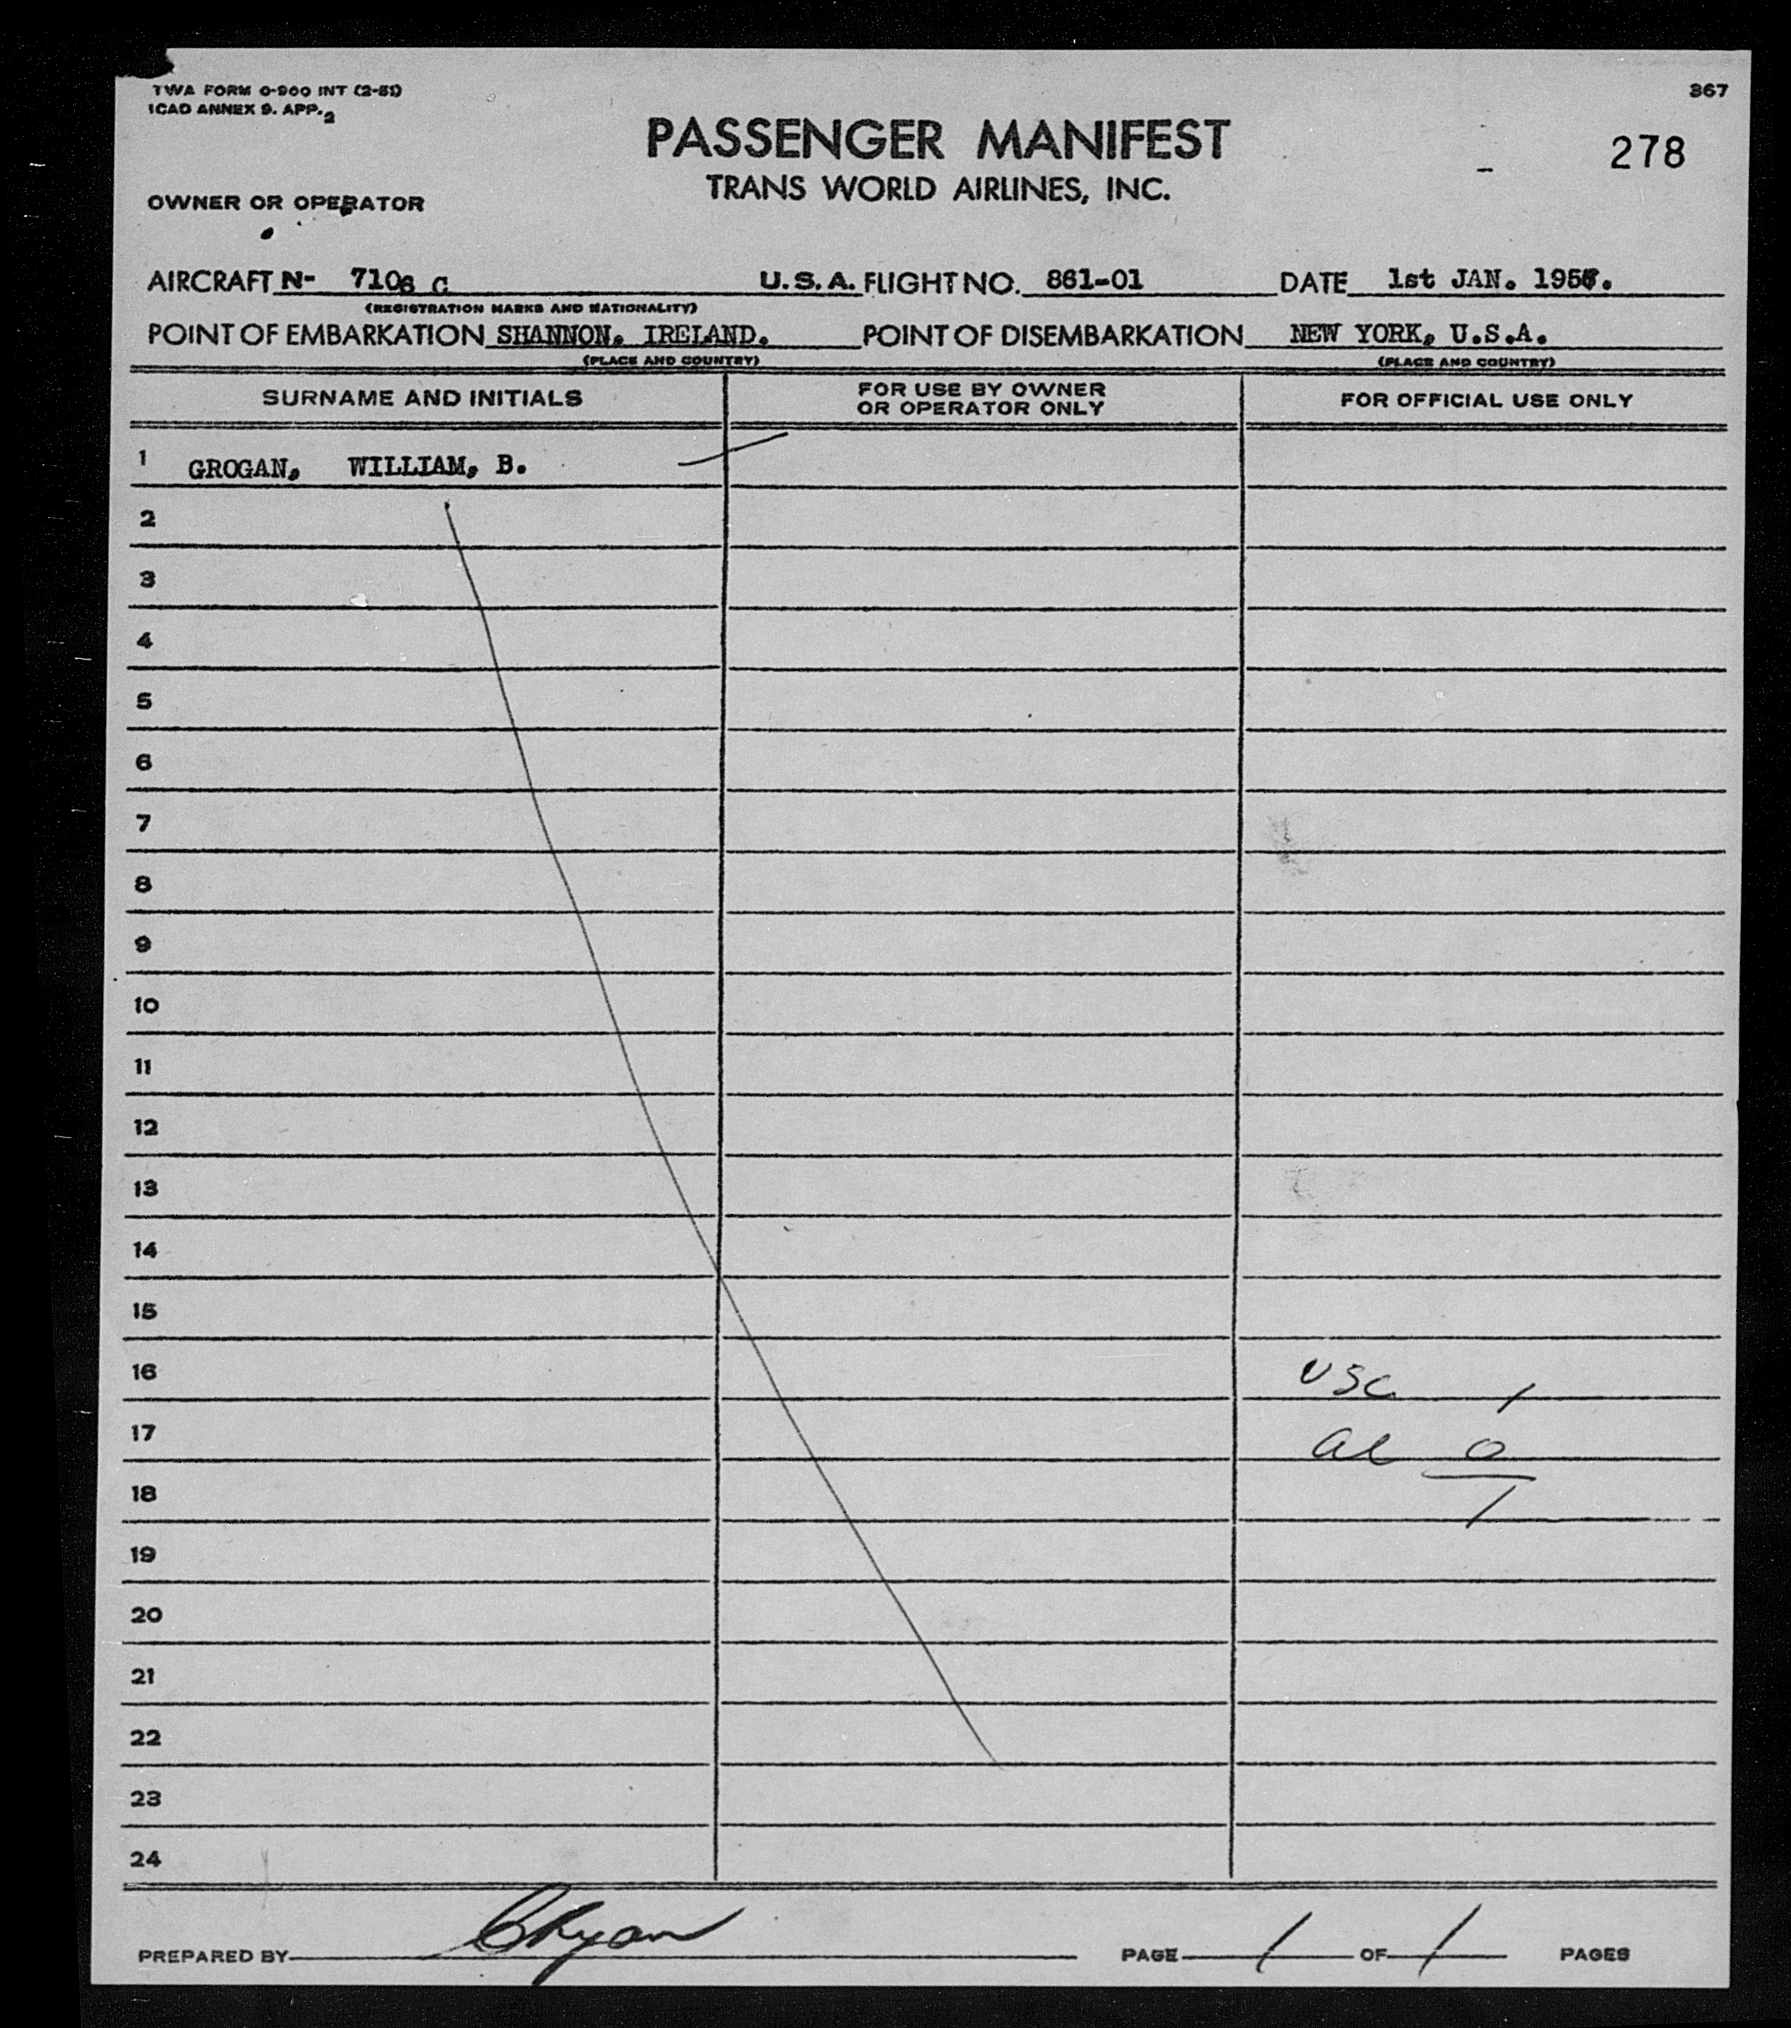 TWA FORM O-900 INT (2-51)
ICAO ANNEX 9. APP. 2
367
278
PASSENGER MANIFEST
TRANS WORLD AIRLINES, INC.
OWNER OR OPERATOR
AIRCRAFT N- 7106 C U.S.A. FLIGHT NO. 861-01 DATE 1st JAN.
(REGISTRATION MARKS AND NATIONALITY)
POINT OF EMBARKATION SHANNON. IRELAND. POINT OF DISEMBARKATION NEW YORK, U.S.A.
(PLACE AND COUNTRY) (PLACE AND COUNTRY)
SURNAME AND INITIALS FOR USE BY OWNER OR OPERATOR ONLY FOR OFFICIAL USE ONLY
1 GROGAN, WILLIAM, B.
2
3
4
5
6
7
8
9
10
11
12
13
14
15
16 USC 1
17 al 0
18 1
19
20
21
22
23
24
PREPARED BY CRyan PAGE 1 OF 1 PAGES